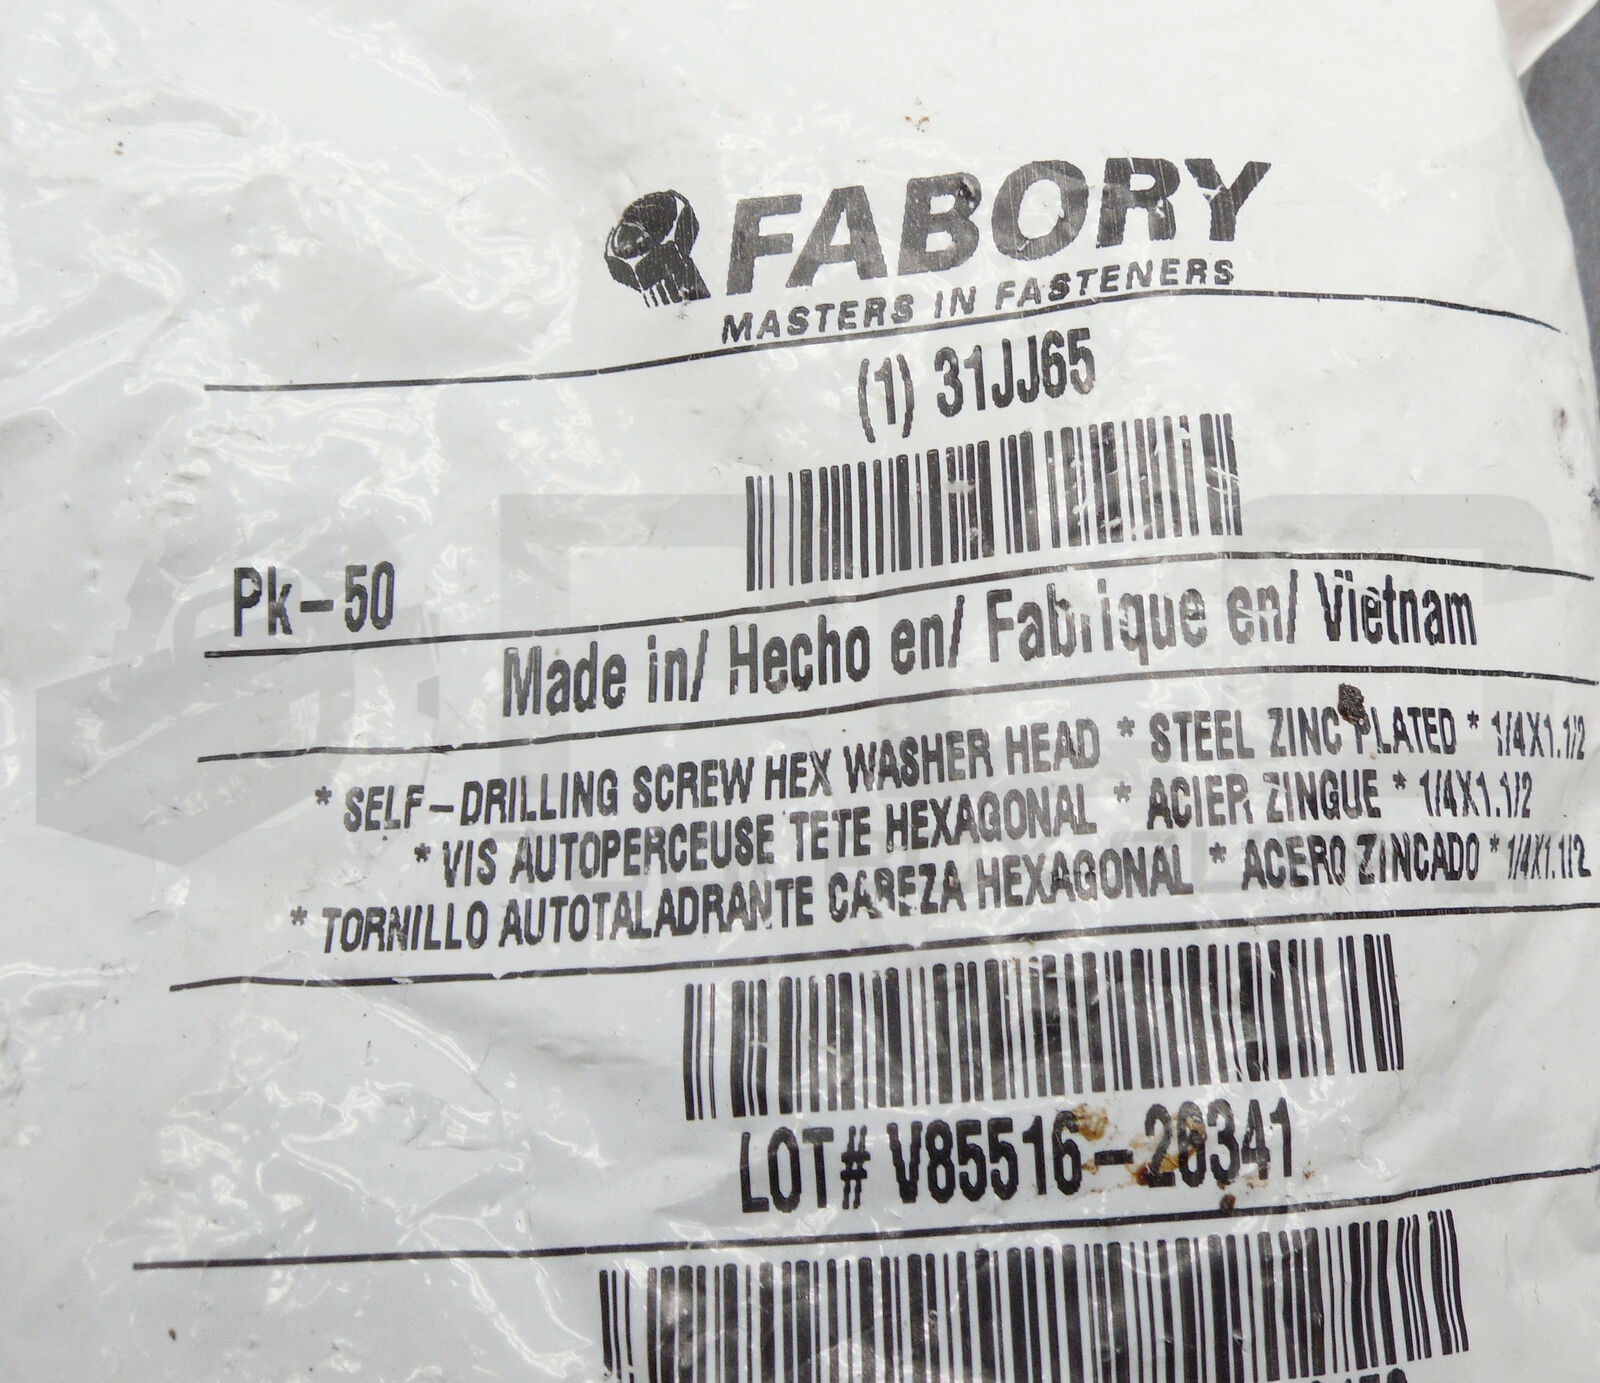 FABORY
MASTERS IN FASTENERS
(1) 31JJ65
Pk-50
Made in/ Hecho en/ Fabrique en/ Vietnam
* SELF-DRILLING SCREW HEX WASHER HEAD * STEEL ZINC PLATED * 1/4X1.1/2
* VIS AUTOPERCEUSE TETE HEXAGONAL * ACIER ZINGUE * 1/4X1.1/2
* TORNILLO AUTOTALADRANTE CABEZA HEXAGONAL * ACERO ZINCADO * 1/4X1.1/2
LOT# V85516-26341